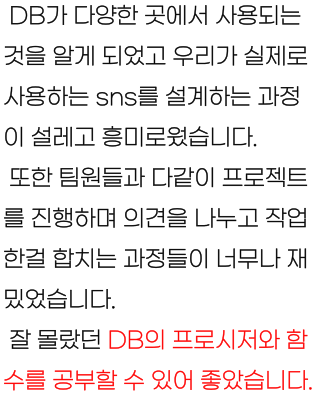 DB가 다양한 곳에서 사용되는
것을 알게 되었고 우리가 실제로
사용하는 sns를 설계하는 과정
이 설레고 흥미로웠습니다.
또한 팀원들과 다같이 프로젝트
를 진행하며 의견을 나누고 작업
한걸 합치는 과정들이 너무나 재
밌었습니다.
잘 몰랐던 DB의 프로시저와 함
수를 공부할 수 있어 좋았습니다.